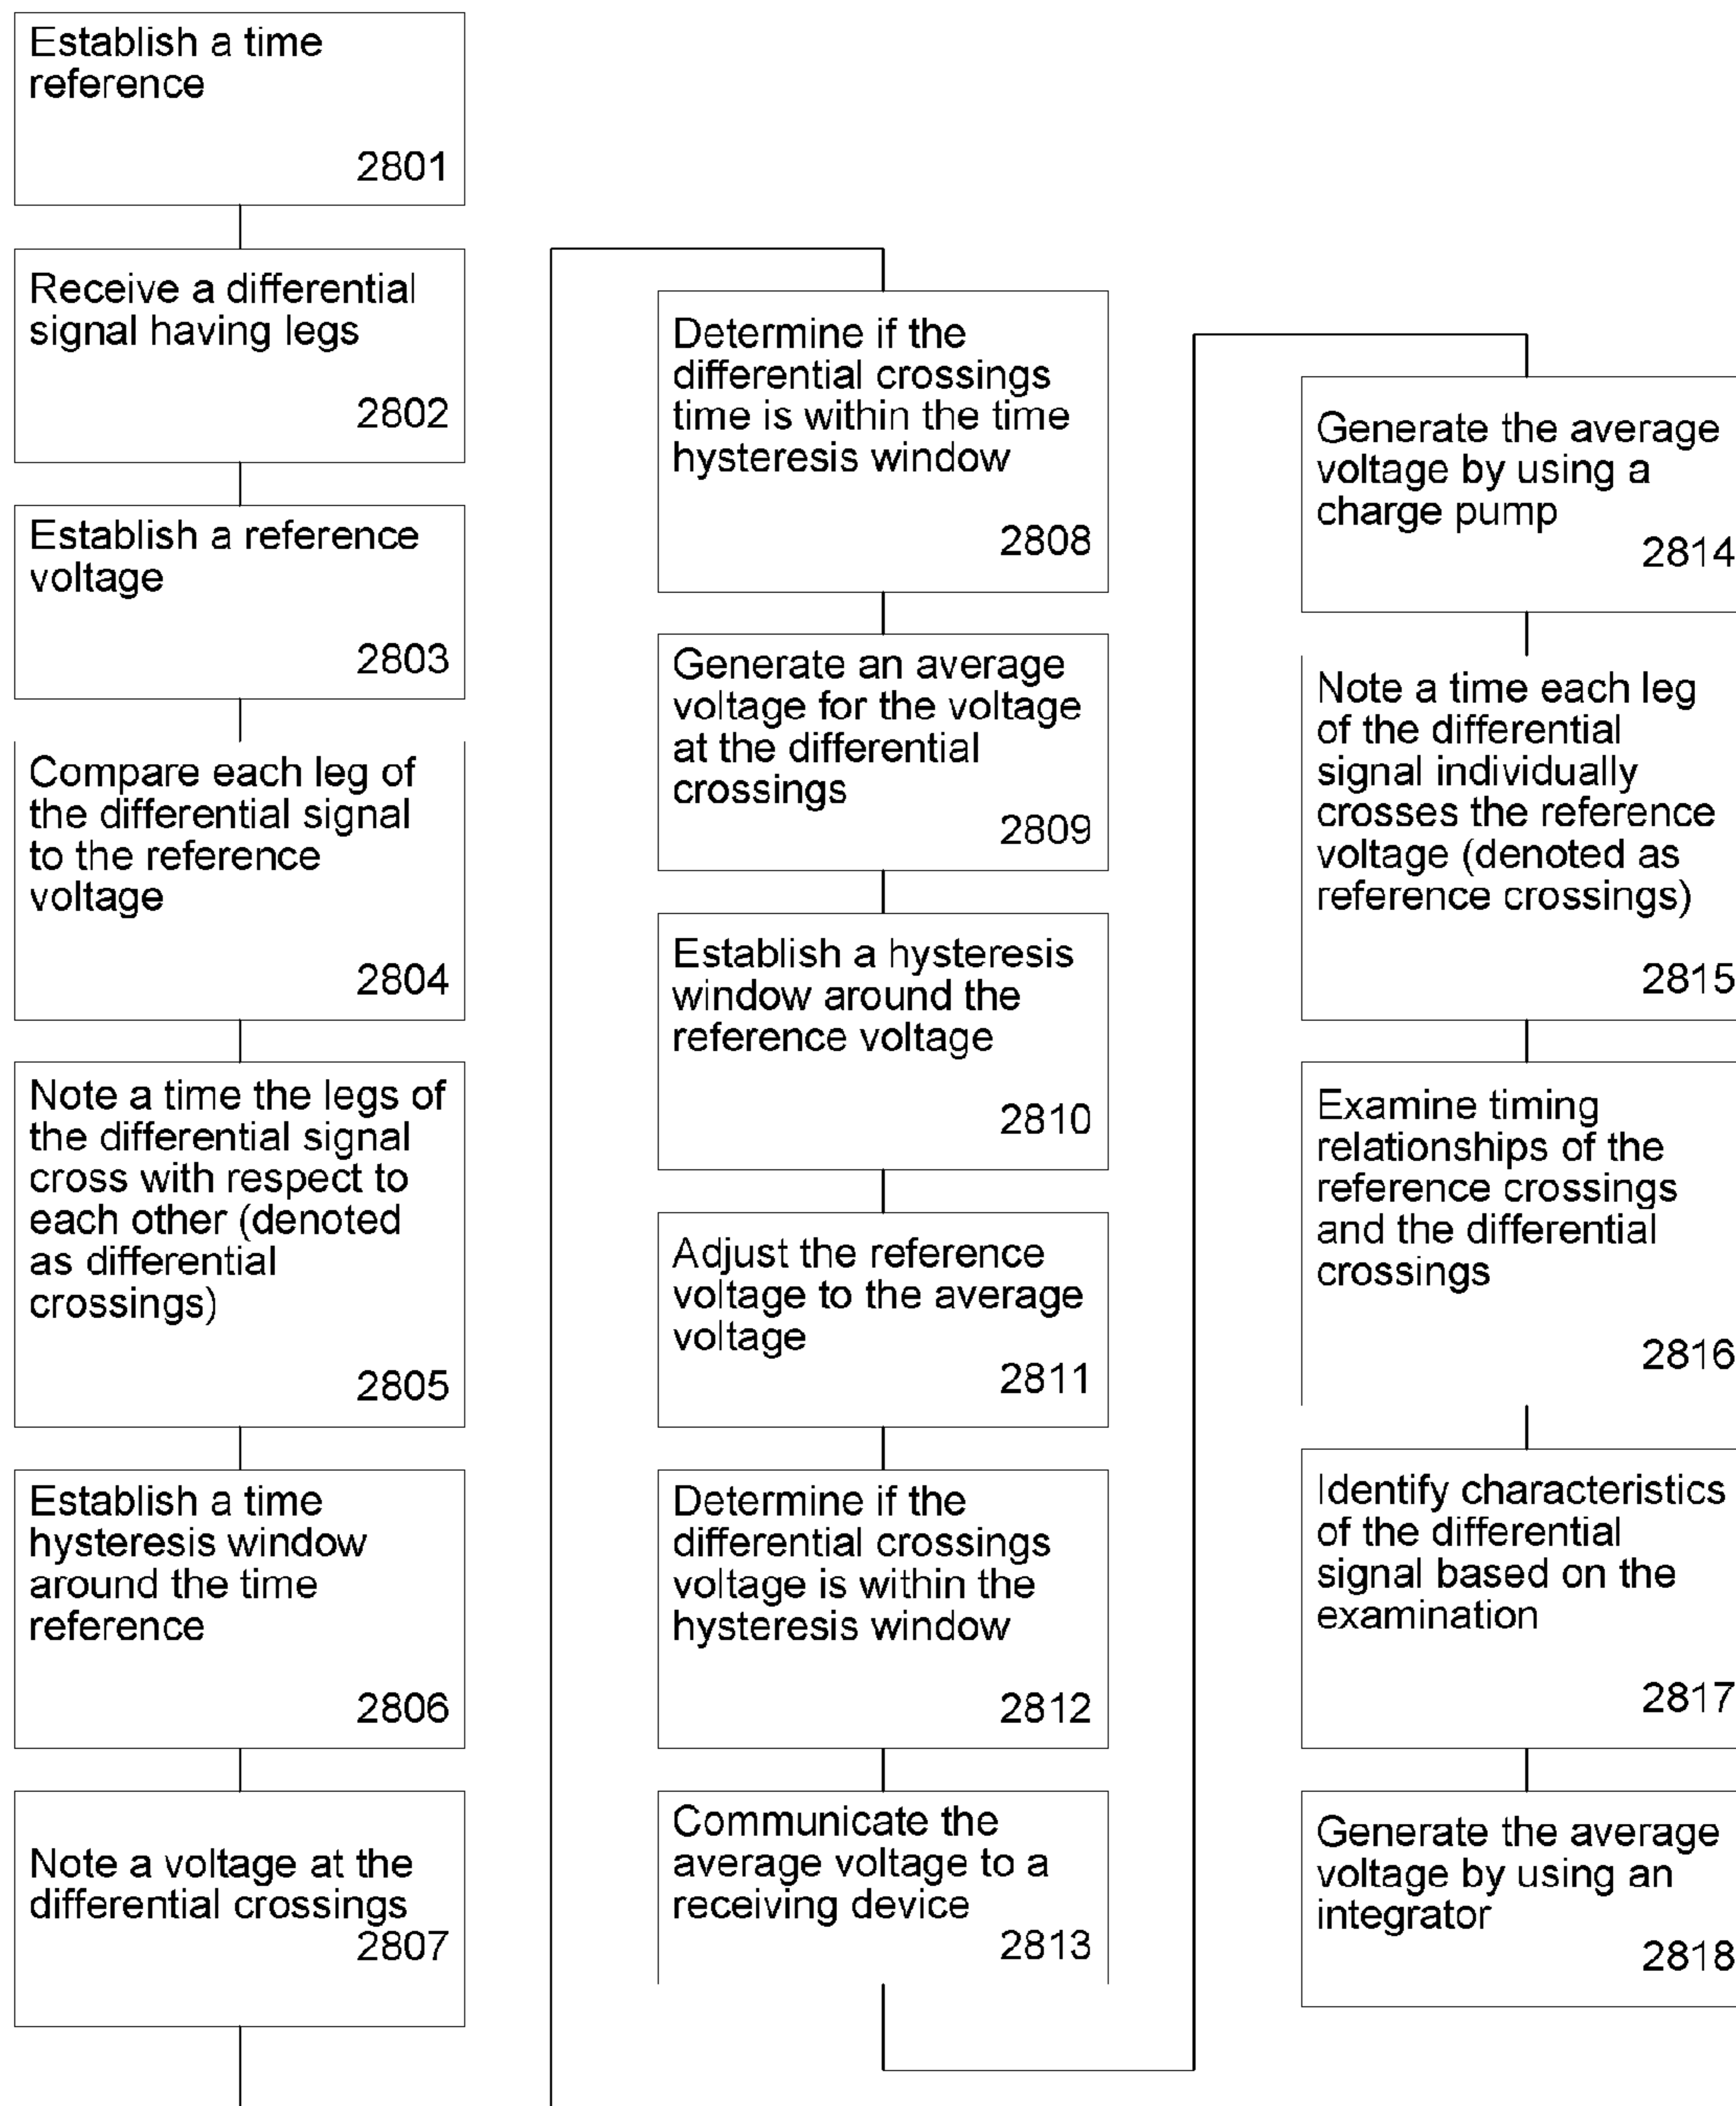 Establish a time
reference
2801
Receive a differential
signal having legs
2802
Establish a reference
voltage
2803
Compare each leg of
the differential signal
to the reference
voltage
2804
Note a time the legs of
the differential signal
cross with respect to
each other (denoted
as differential
crossings)
2805
Establish a time
hysteresis window
around the time
reference
2806
Note a voltage at the
differential crossings
2807
Determine if the
differential crossings
time is within the time
hysteresis window
2808
Generate an average
voltage for the voltage
at the differential
crossings
2809
Establish a hysteresis
window around the
reference voltage
2810
Adjust the reference
voltage to the average
voltage
2811
Determine if the
differential crossings
voltage is within the
hysteresis window
2812
Communicate the
average voltage to a
receiving device
2813
Generate the average
voltage by using a
charge pump
2814
Note a time each leg
of the differential
signal individually
crosses the reference
voltage (denoted as
reference crossings)
2815
Examine timing
relationships of the
reference crossings
and the differential
crossings
2816
Identify characteristics
of the differential
signal based on the
examination
2817
Generate the average
voltage by using an
integrator
2818